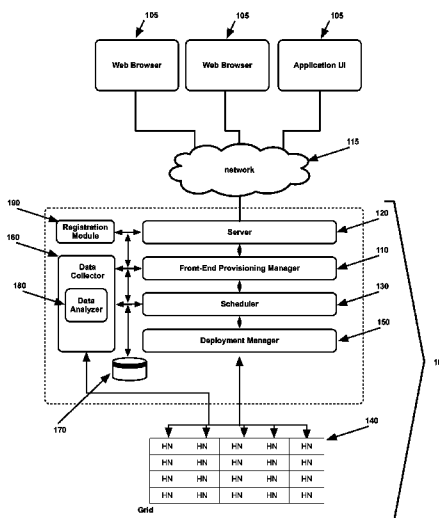 105
105
105
Web Browser
Web Browser
Application UI
network
115
190
Registration Module
Server
120
160
Data Collector
Front-End Provisioning Manager
110
180
Data Analyzer
Scheduler
130
Deployment Manager
150
170
140
HN HN HN HN HN
HN HN HN HN HN
HN HN HN HN HN
HN HN HN HN HN
Grid